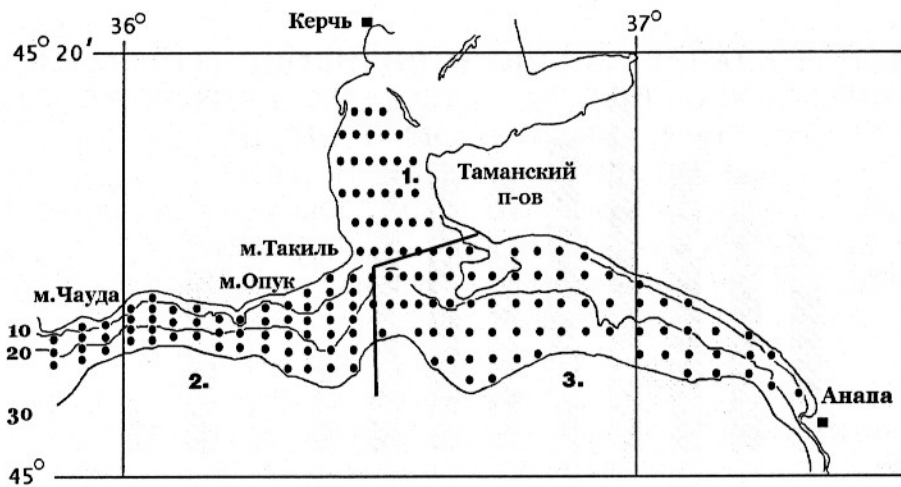 Керчь
36° 37°
45° 20'
1.
Таманский
п-ов
м.Такиль
м.Опук
м.Чауда
10
20
2.
3.
30
Анапа
45°